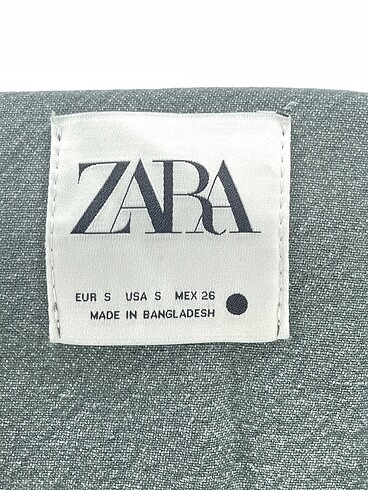 ZARA
EUR S USA S MEX 26
MADE IN BANGLADESH